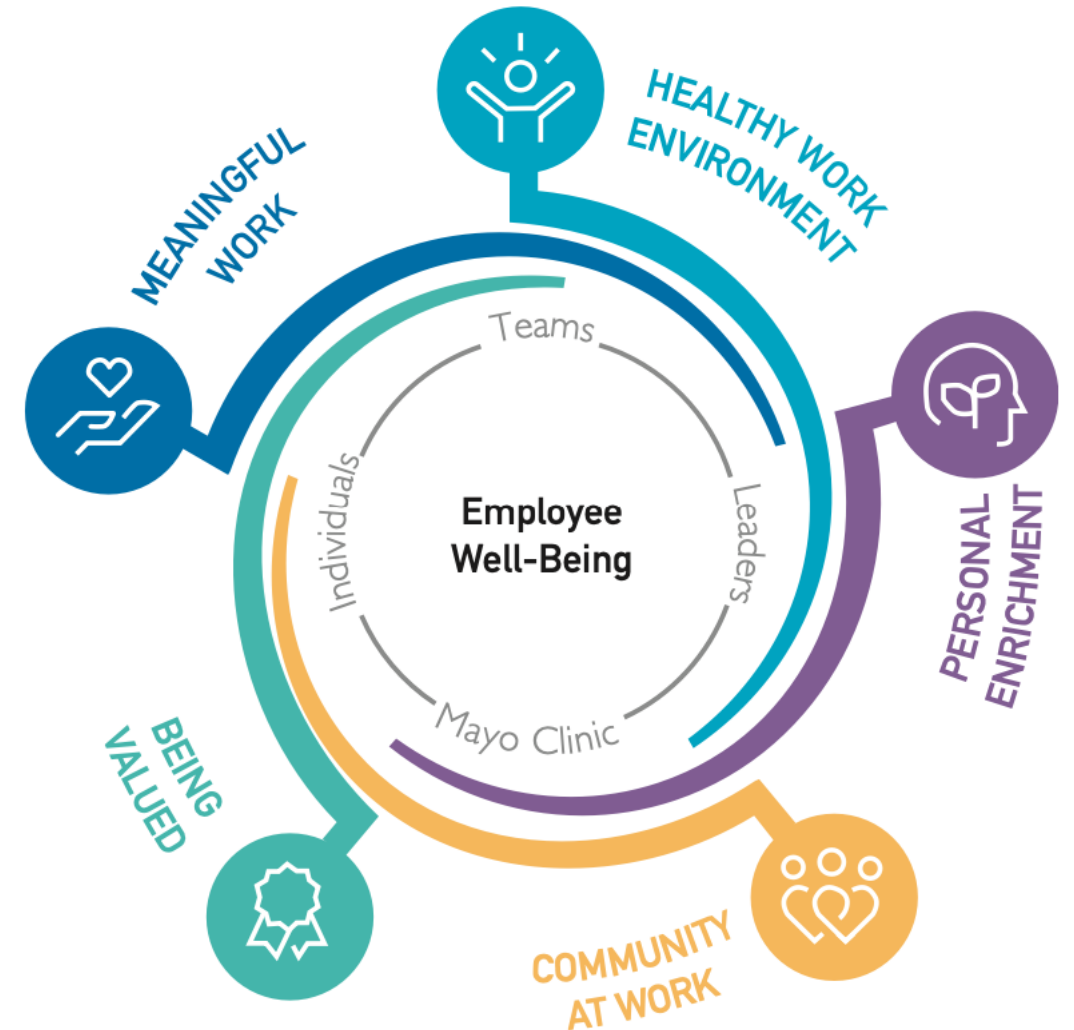 HEALTHY WORK
ENVIRONMENT
MEANINGFUL
WORK
Teams
Individuals
Employee
Well-Being
Leaders
PERSONAL
ENRICHMENT
Mayo Clinic
BEING
VALUED
COMMUNITY
AT WORK